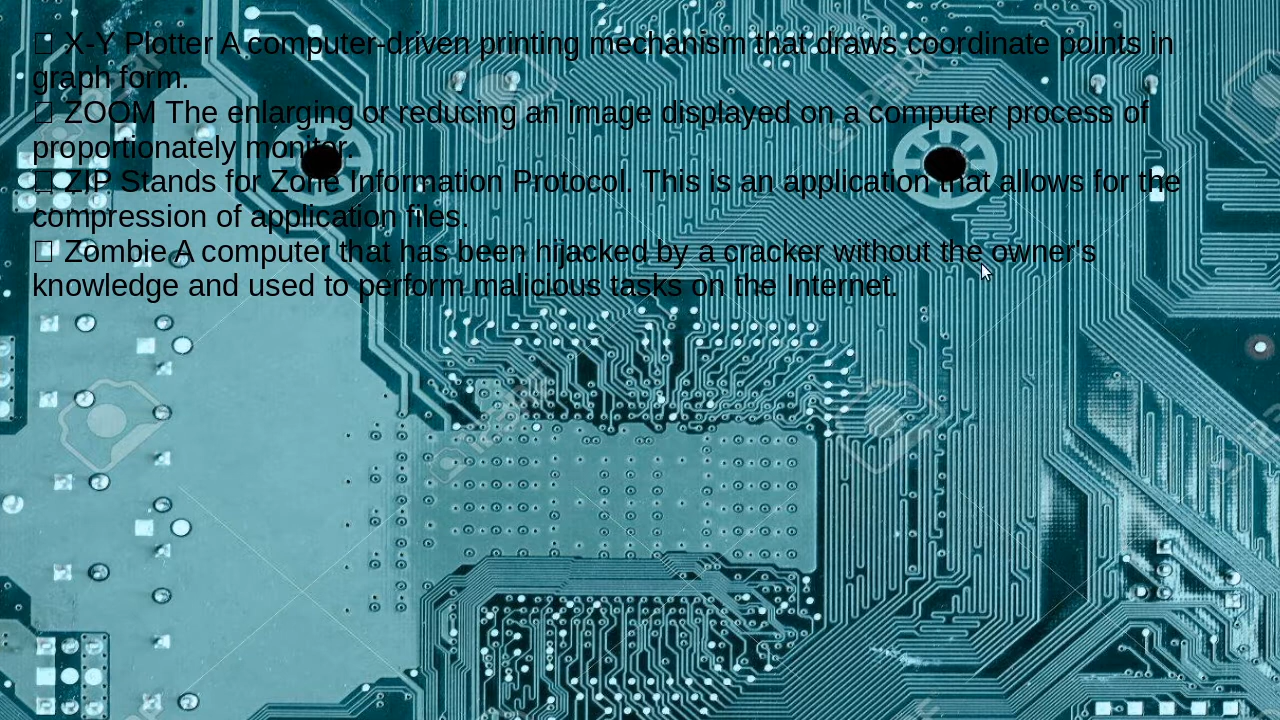 □ X-Y Plotter A computer-driven printing mechanism that draws coordinate points in
graph form.
□ ZOOM The enlarging or reducing an image displayed on a computer process of
proportionately monitor.
□ ZIP Stands for Zone Information Protocol. This is an application that allows for the
compression of application files.
□ Zombie A computer that has been hijacked by a cracker without the owner's
knowledge and used to perform malicious tasks on the Internet.